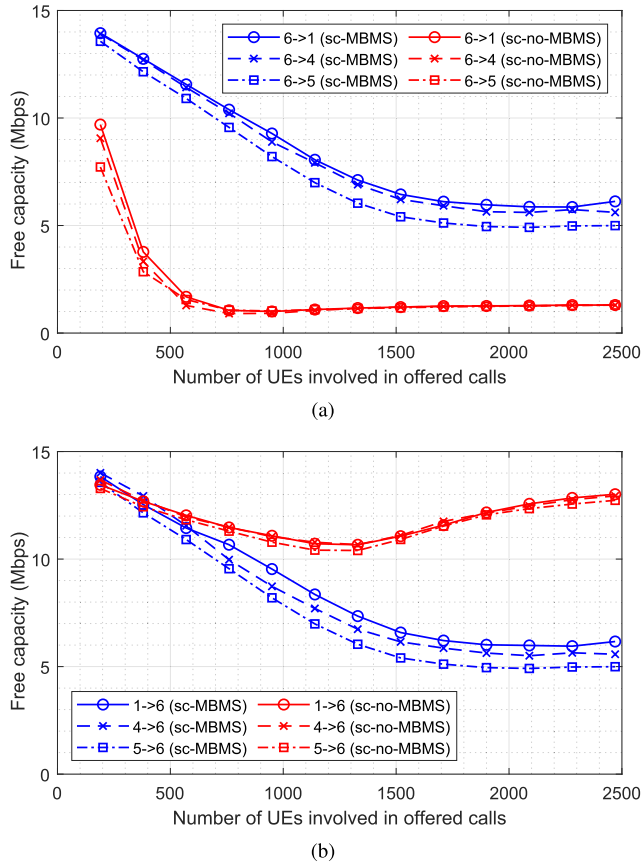 15
10
5
0
Free capacity (Mbps)
6->1 (sc-MBMS) 6->1 (sc-no-MBMS)
6->4 (sc-MBMS) 6->4 (sc-no-MBMS)
6->5 (sc-MBMS) 6->5 (sc-no-MBMS)
0 500 1000 1500 2000 2500
Number of UEs involved in offered calls
(a)
15
10
5
0
Free capacity (Mbps)
1->6 (sc-MBMS) 1->6 (sc-no-MBMS)
4->6 (sc-MBMS) 4->6 (sc-no-MBMS)
5->6 (sc-MBMS) 5->6 (sc-no-MBMS)
0 500 1000 1500 2000 2500
Number of UEs involved in offered calls
(b)